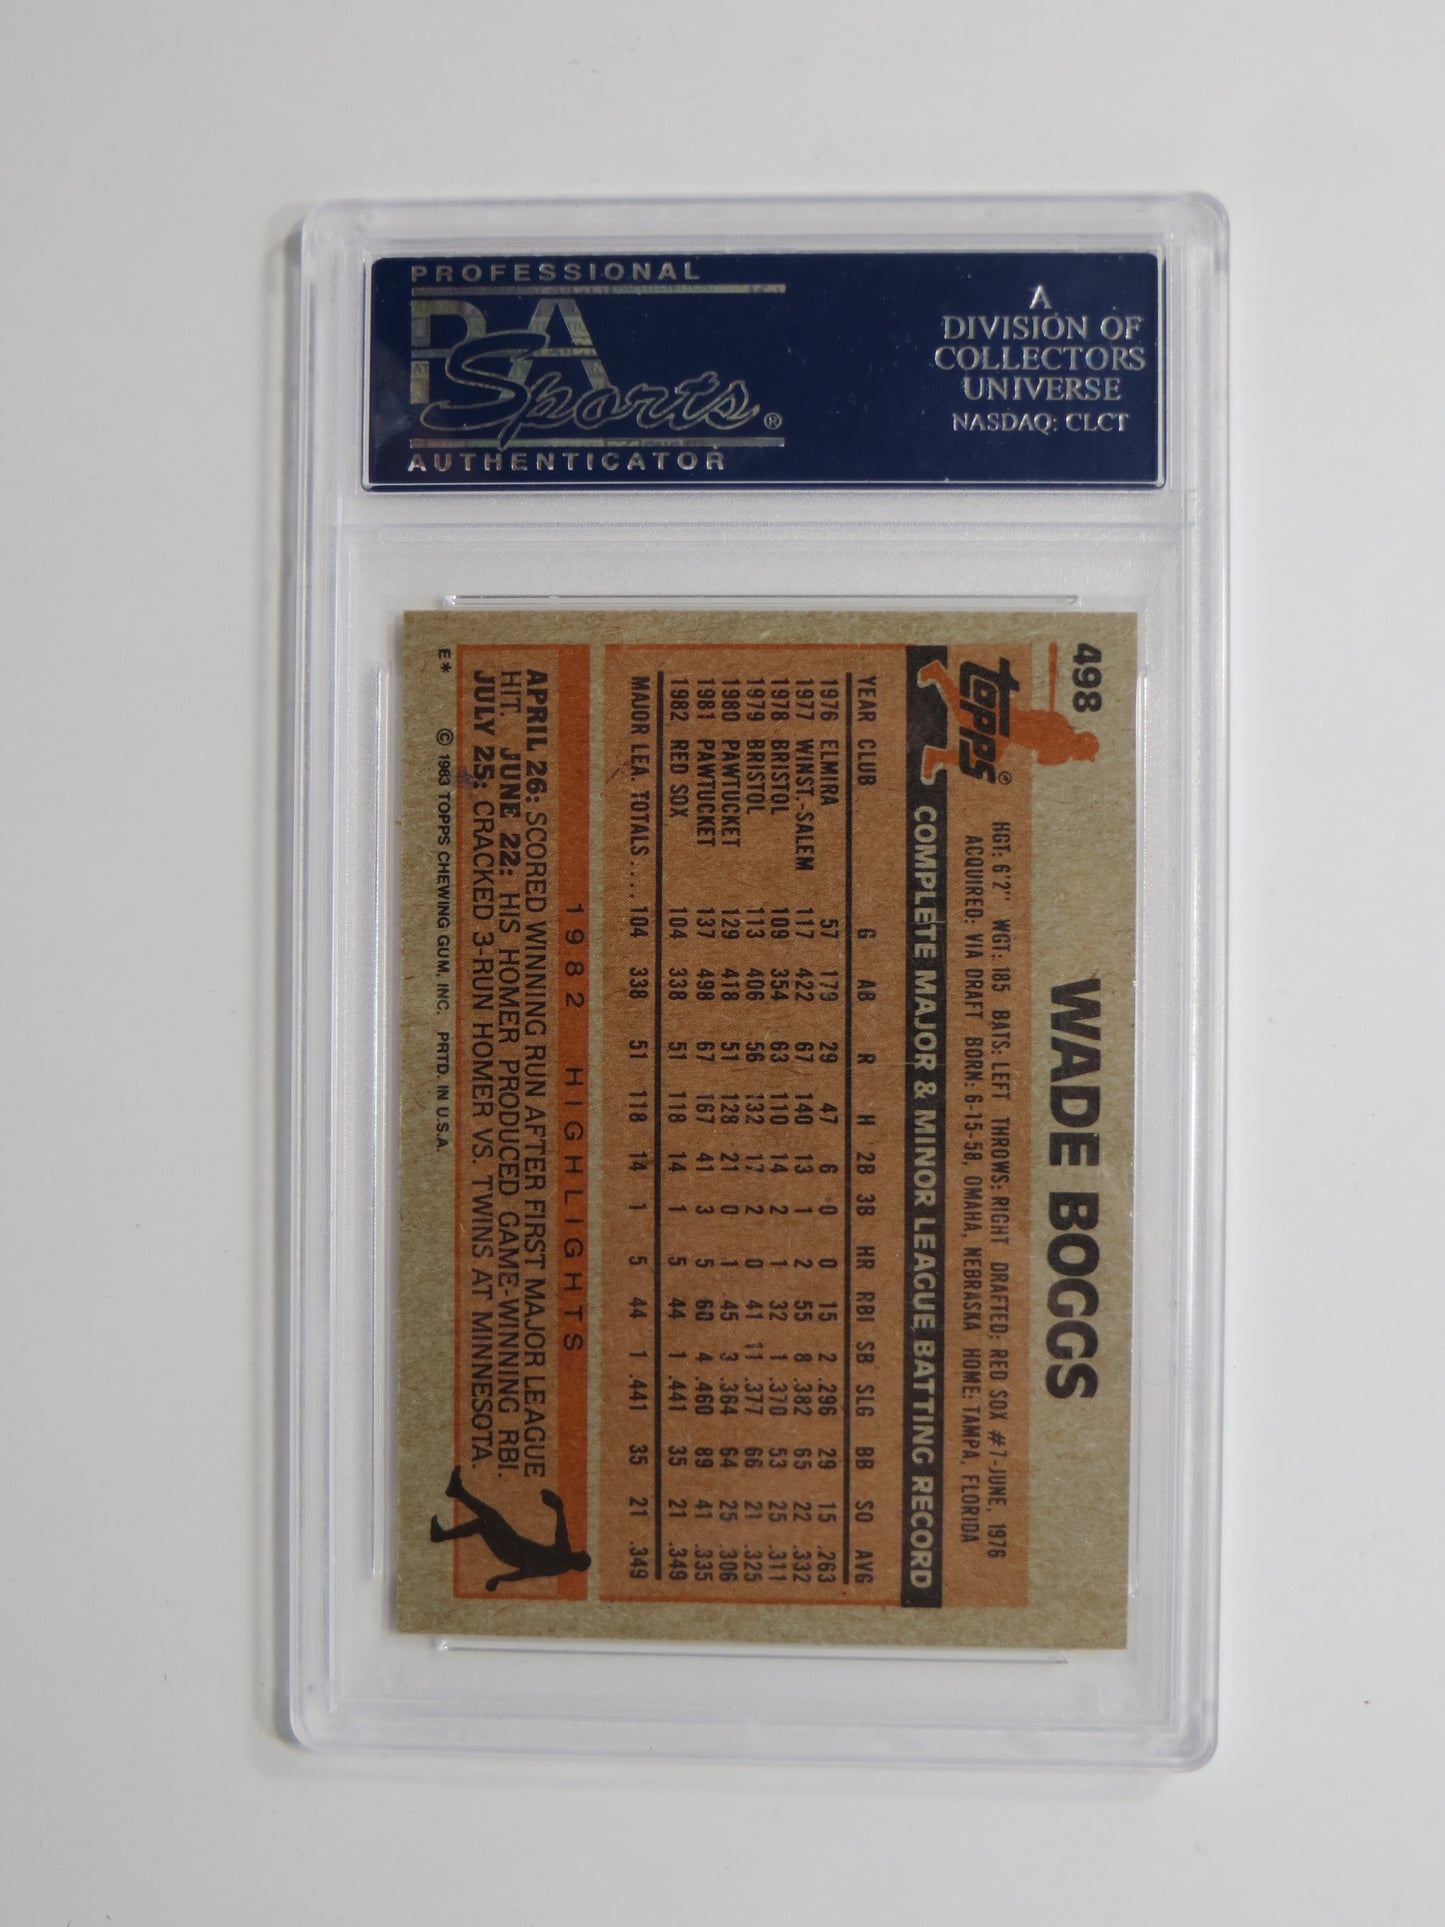 PROFESSIONAL
PSA
Sports®
AUTHENTICATOR
A
DIVISION OF
COLLECTORS
UNIVERSE
NASDAQ: CLCT
498
WADE BOGGS
Topps®
HGT: 6'2" WGT: 185 BATS: LEFT THROWS: RIGHT DRAFTED: RED SOX #7-JUNE, 1976
ACQUIRED: VIA DRAFT BORN: 6-15-58, OMAHA, NEBRASKA HOME: TAMPA, FLORIDA
COMPLETE MAJOR & MINOR LEAGUE BATTING RECORD
YEAR CLUB G AB R H 2B 3B HR RBI SB SLG BB SO AVG
1976 ELMIRA 57 179 29 47 6 0 0 15 2 .296 29 15 .263
1977 WINST.-SALEM 117 422 67 140 13 1 2 55 8 .382 65 22 .332
1978 BRISTOL 109 354 63 110 14 2 1 32 1 .370 53 25 .311
1979 BRISTOL 113 406 56 132 17 2 0 41 11 .377 66 21 .325
1980 PAWTUCKET 129 418 51 128 21 0 1 45 3 .364 64 25 .306
1981 PAWTUCKET 137 498 67 167 41 3 5 60 4 .460 89 41 .335
1982 RED SOX 104 338 51 118 14 1 5 44 1 .441 35 21 .349
MAJOR LEA. TOTALS.... 104 338 51 118 14 1 5 44 1 .441 35 21 .349
1982 HIGHLIGHTS
APRIL 26: SCORED WINNING RUN AFTER FIRST MAJOR LEAGUE
HIT. JUNE 22: HIS HOMER PRODUCED GAME-WINNING RBI.
JULY 25: CRACKED 3-RUN HOMER VS. TWINS AT MINNESOTA.
E* © 1983 TOPPS CHEWING GUM, INC. PRTD. IN U.S.A.